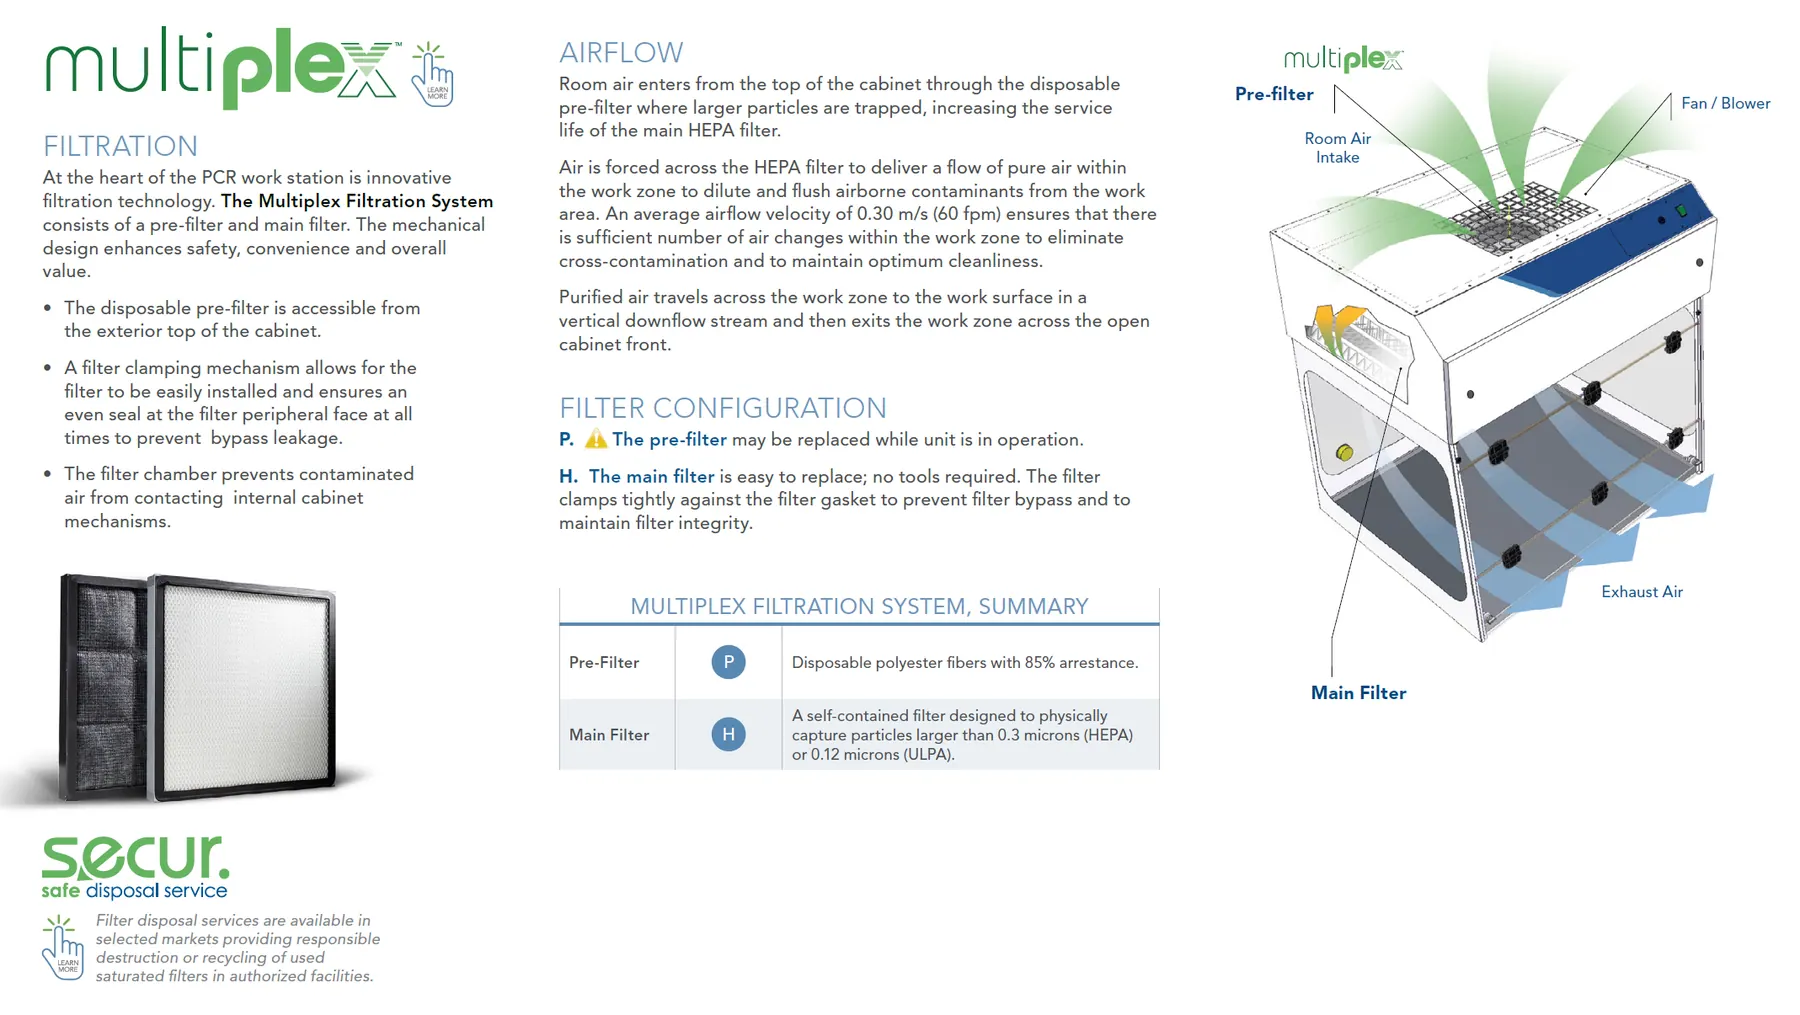 multiplex™
LEARN
MORE
FILTRATION
At the heart of the PCR work station is innovative
filtration technology. The Multiplex Filtration System
consists of a pre-filter and main filter. The mechanical
design enhances safety, convenience and overall
value.
• The disposable pre-filter is accessible from
the exterior top of the cabinet.
• A filter clamping mechanism allows for the
filter to be easily installed and ensures an
even seal at the filter peripheral face at all
times to prevent bypass leakage.
• The filter chamber prevents contaminated
air from contacting internal cabinet
mechanisms.
secur.
safe disposal service
LEARN
MORE
Filter disposal services are available in
selected markets providing responsible
destruction or recycling of used
saturated filters in authorized facilities.
AIRFLOW
Room air enters from the top of the cabinet through the disposable
pre-filter where larger particles are trapped, increasing the service
life of the main HEPA filter.
Air is forced across the HEPA filter to deliver a flow of pure air within
the work zone to dilute and flush airborne contaminants from the work
area. An average airflow velocity of 0.30 m/s (60 fpm) ensures that there
is sufficient number of air changes within the work zone to eliminate
cross-contamination and to maintain optimum cleanliness.
Purified air travels across the work zone to the work surface in a
vertical downflow stream and then exits the work zone across the open
cabinet front.
FILTER CONFIGURATION
P. The pre-filter may be replaced while unit is in operation.
H. The main filter is easy to replace; no tools required. The filter
clamps tightly against the filter gasket to prevent filter bypass and to
maintain filter integrity.
MULTIPLEX FILTRATION SYSTEM, SUMMARY
Pre-Filter P Disposable polyester fibers with 85% arrestance.
A self-contained filter designed to physically
Main Filter H capture particles larger than 0.3 microns (HEPA)
or 0.12 microns (ULPA).
multiplex
Pre-filter
Fan / Blower
Room Air
Intake
Exhaust Air
Main Filter